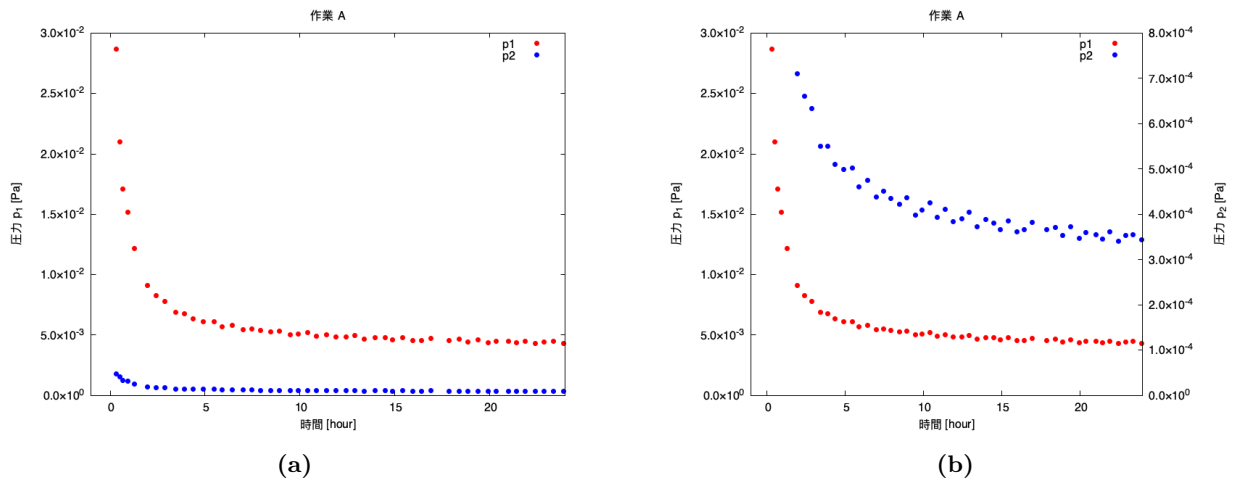 作業 A
3.0×10⁻²
2.5×10⁻²
2.0×10⁻²
1.5×10⁻²
1.0×10⁻²
5.0×10⁻³
0.0×10⁰
圧力 p₁ [Pa]
p1
p2
0 5 10 15 20
時間 [hour]
(a)
作業 A
3.0×10⁻²
2.5×10⁻²
2.0×10⁻²
1.5×10⁻²
1.0×10⁻²
5.0×10⁻³
0.0×10⁰
圧力 p₁ [Pa]
p1
p2
8.0×10⁻⁴
7.0×10⁻⁴
6.0×10⁻⁴
5.0×10⁻⁴
4.0×10⁻⁴
3.0×10⁻⁴
2.0×10⁻⁴
1.0×10⁻⁴
0.0×10⁰
圧力 p₂ [Pa]
0 5 10 15 20
時間 [hour]
(b)